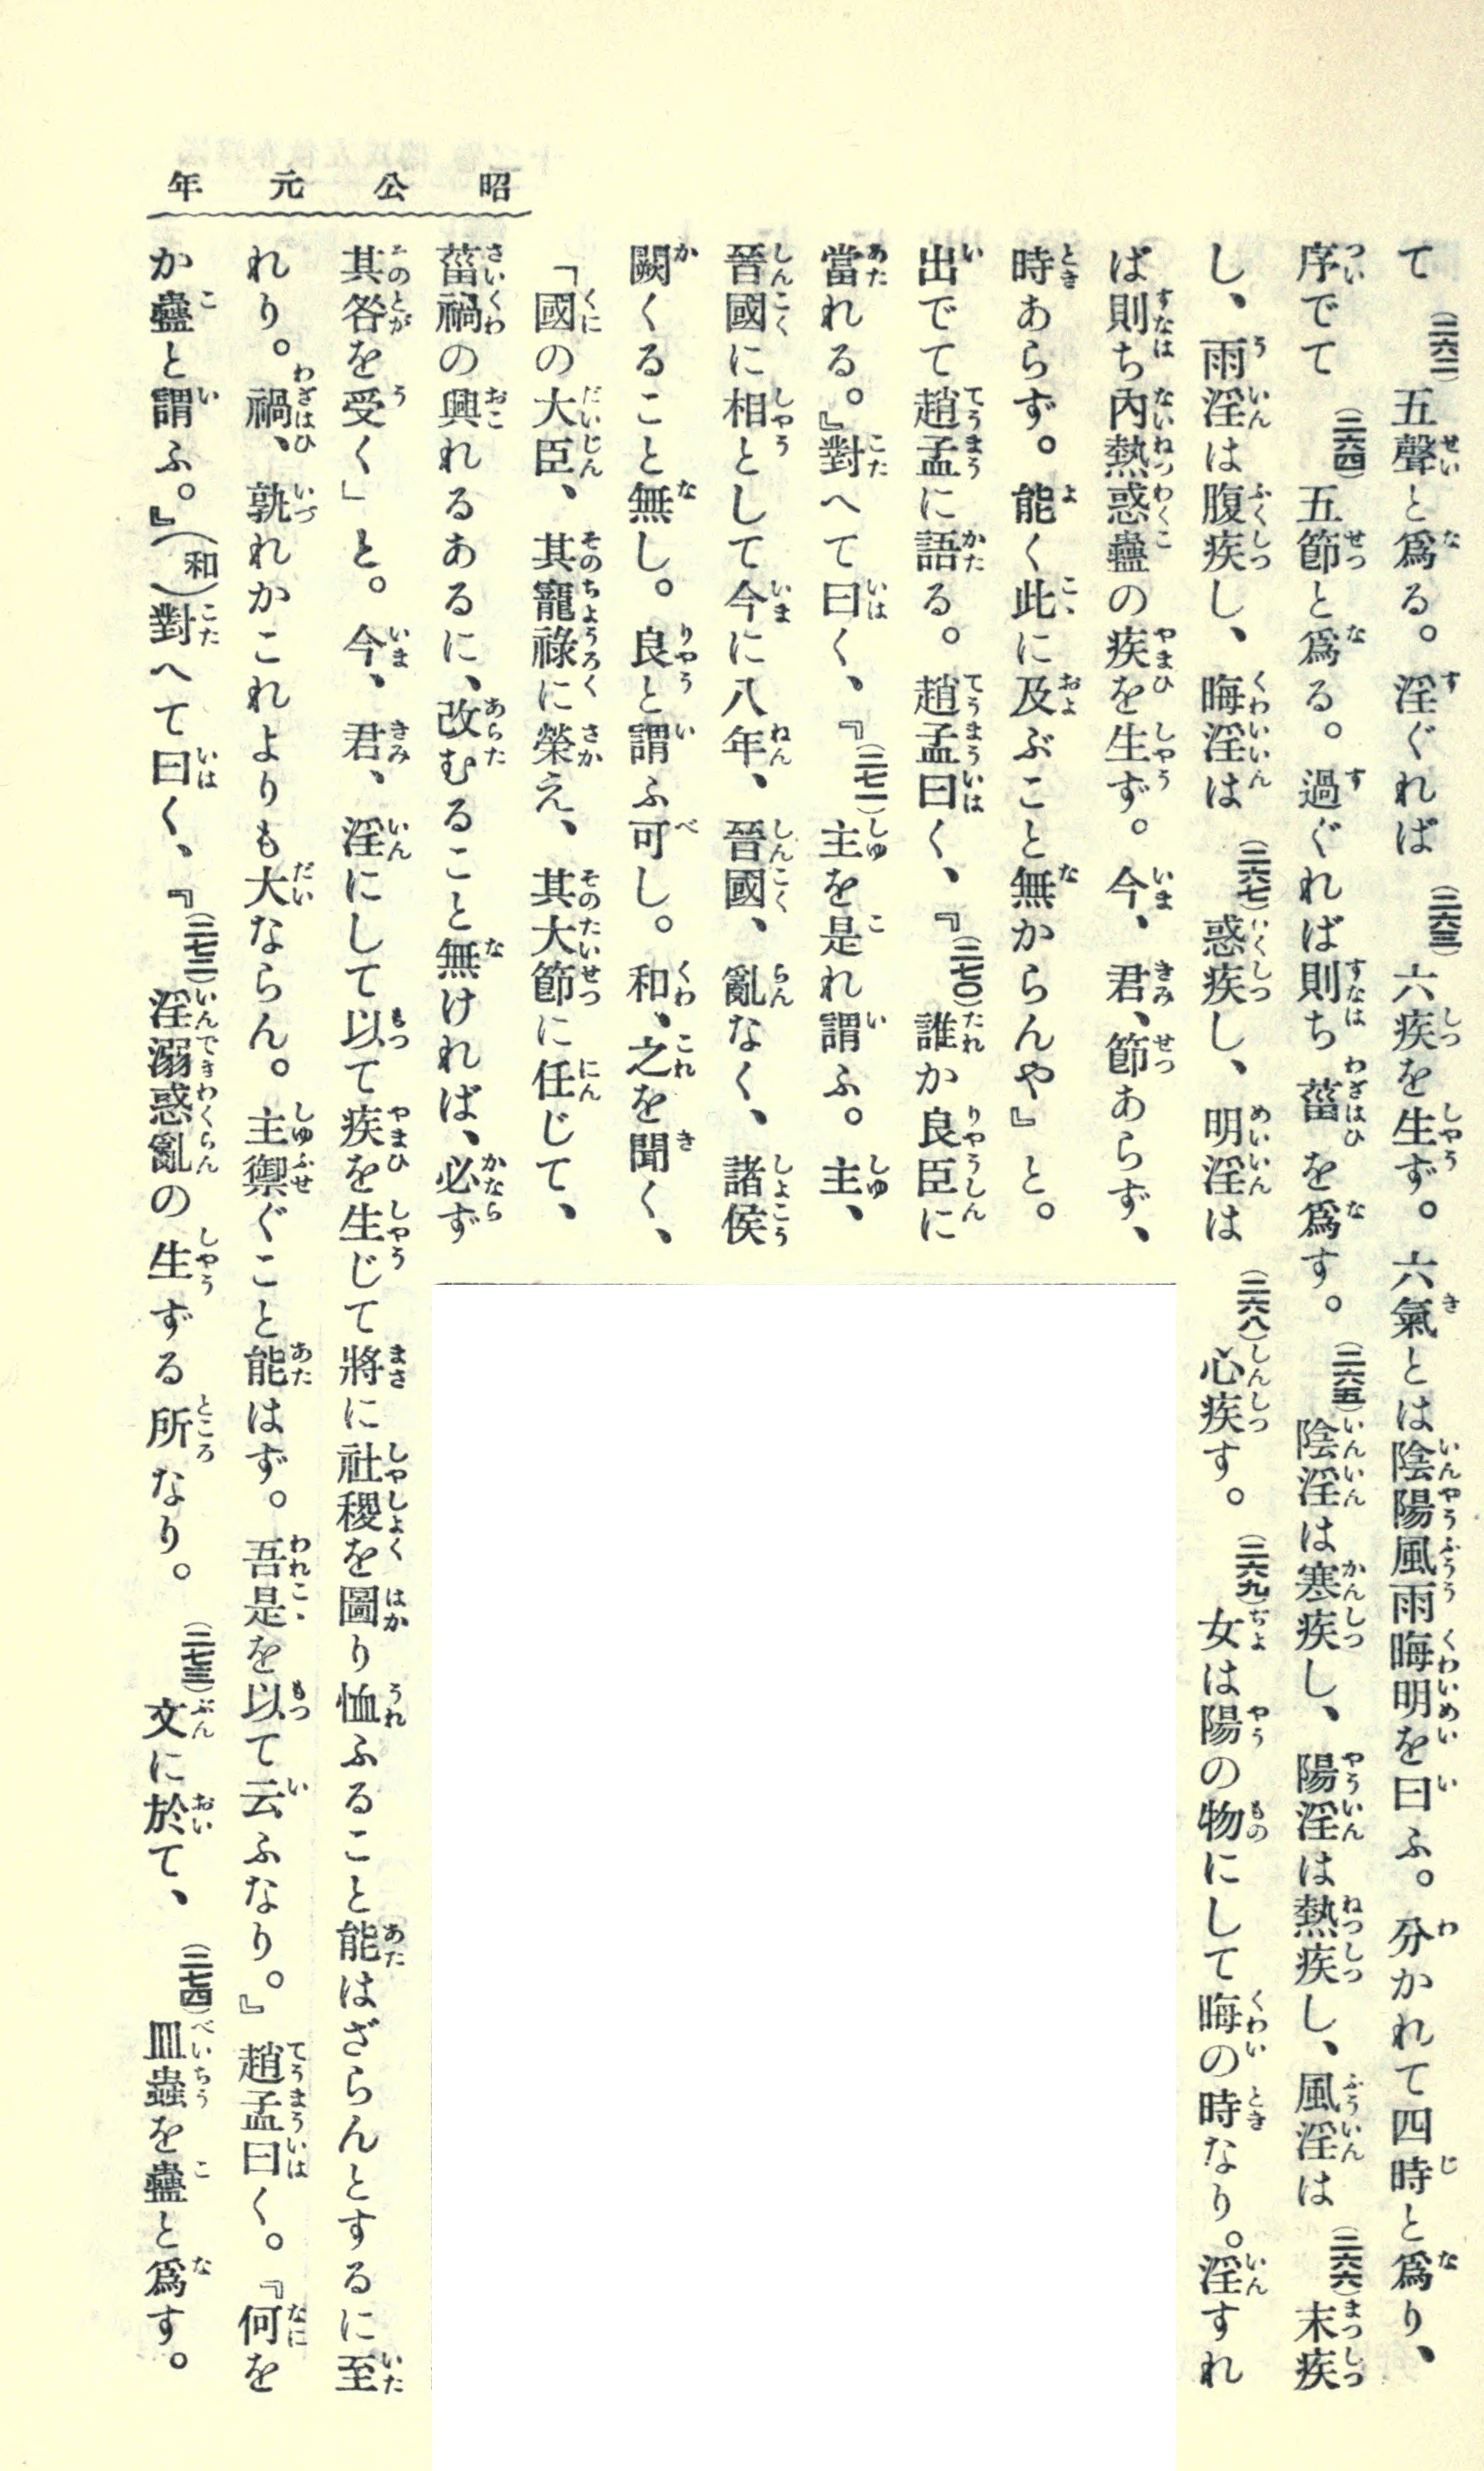 昭公元年
て(二六二)五聲と爲る。淫ぐれば(二六三)六疾を生ず。六氣とは陰陽風雨晦明を曰ふ。分かれて四時と爲り、
序でて(二六四)五節と爲る。過ぐれば則ち菑を爲す。(二六五)陰淫は寒疾し、陽淫は熱疾し、風淫は(二六六)末疾
し、雨淫は腹疾し、晦淫は(二六七)惑疾し、明淫は(二六八)心疾す。(二六九)女は陽の物にして晦の時なり。淫すれ
ば則ち內熱惑蠱の疾を生ず。今、君、節あらず、
時あらず。能く此に及ぶこと無からんや』と。
出でて趙孟に語る。趙孟曰く、『(二七〇)誰か良臣に
當れる。』對へて曰く、『(二七一)主を是れ謂ふ。主、
晉國に相として今に八年、晉國、亂なく、諸侯
闕くること無し。良と謂ふ可し。和、之を聞く、
「國の大臣、其寵祿に榮え、其大節に任じて、
菑禍の興れるあるに、改むること無ければ、必ず
其咎を受く」と。今、君、淫にして以て疾を生じて將に社稷を圖り恤ふること能はざらんとするに至
れり。禍、孰れかこれよりも大ならん。主禦ぐこと能はず。吾是を以て云ふなり。』趙孟曰く。『何を
か蠱と謂ふ。』(和)對へて曰く、『(二七二)淫溺惑亂の生ずる所なり。(二七三)文に於て、(二七四)皿蟲を蠱と爲す。